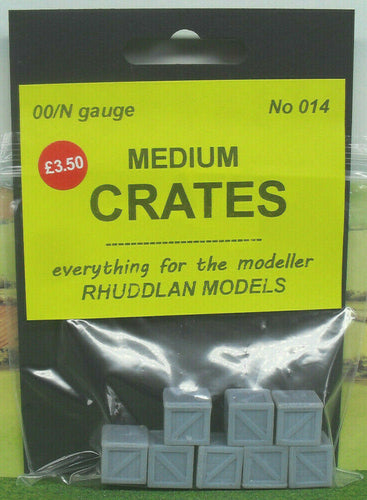 00/N gauge No 014
£3.50
MEDIUM
CRATES
------------------------
everything for the modeller
RHUDDLAN MODELS